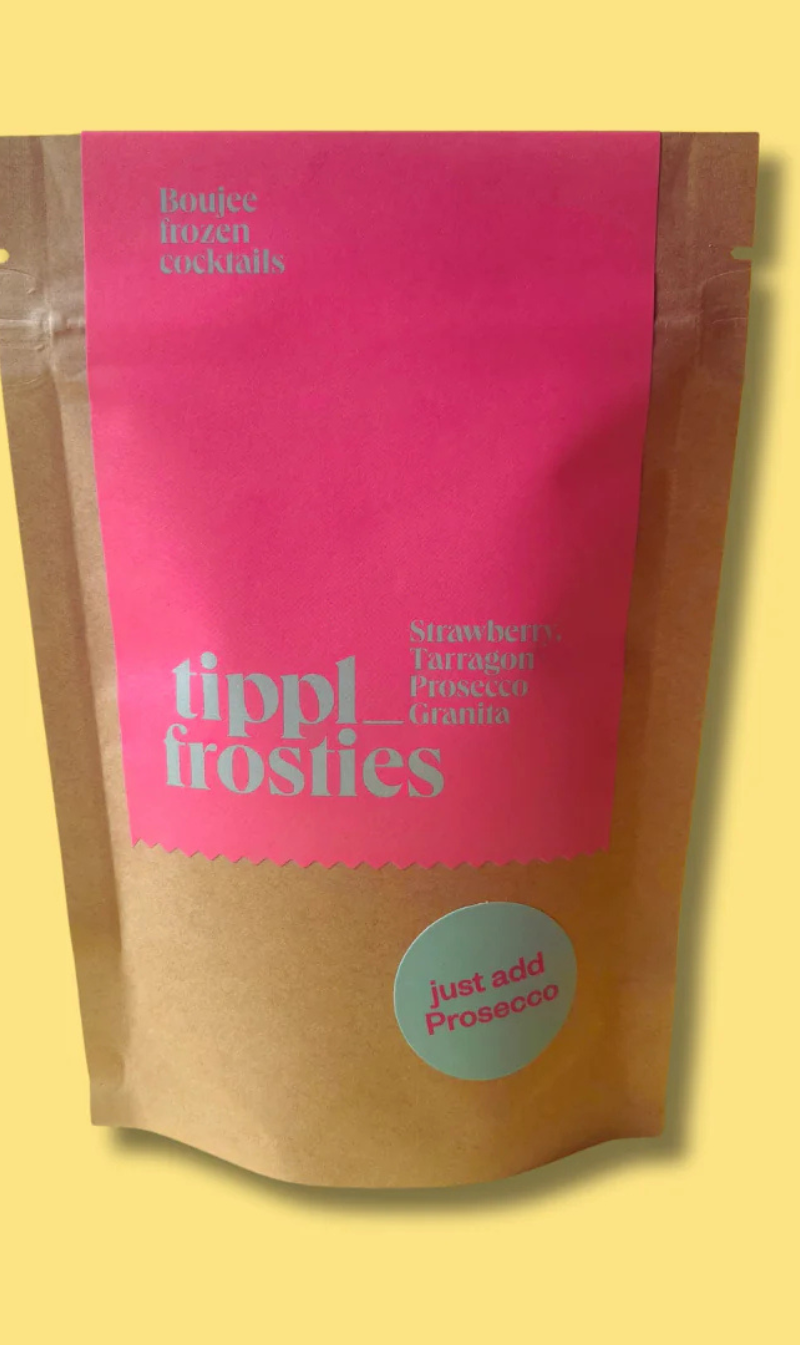 Boujee
frozen
cocktails
Strawberry,
Tarragon
Prosecco
Granita
tippl_
frosties
just add
Prosecco